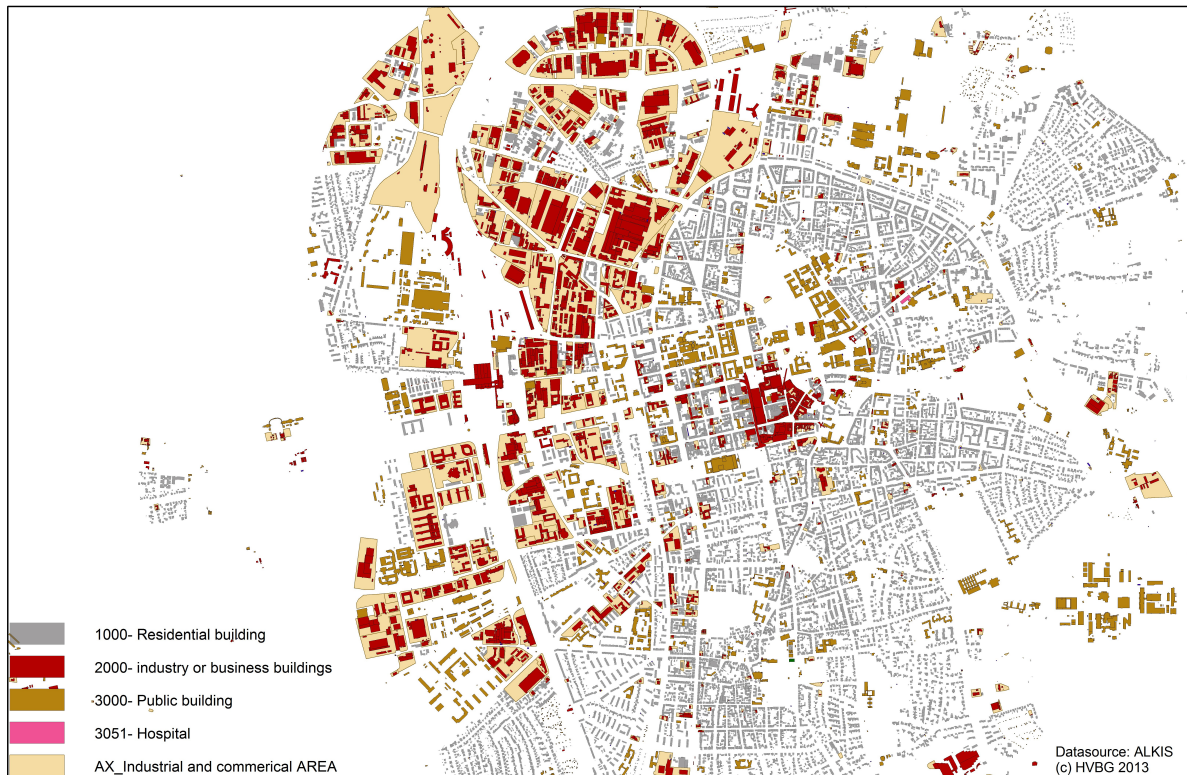 1000- Residential building
2000- industry or business buildings
3000- Public building
3051- Hospital
AX_Industrial and commerical AREA
Datasource: ALKIS
(c) HVBG 2013